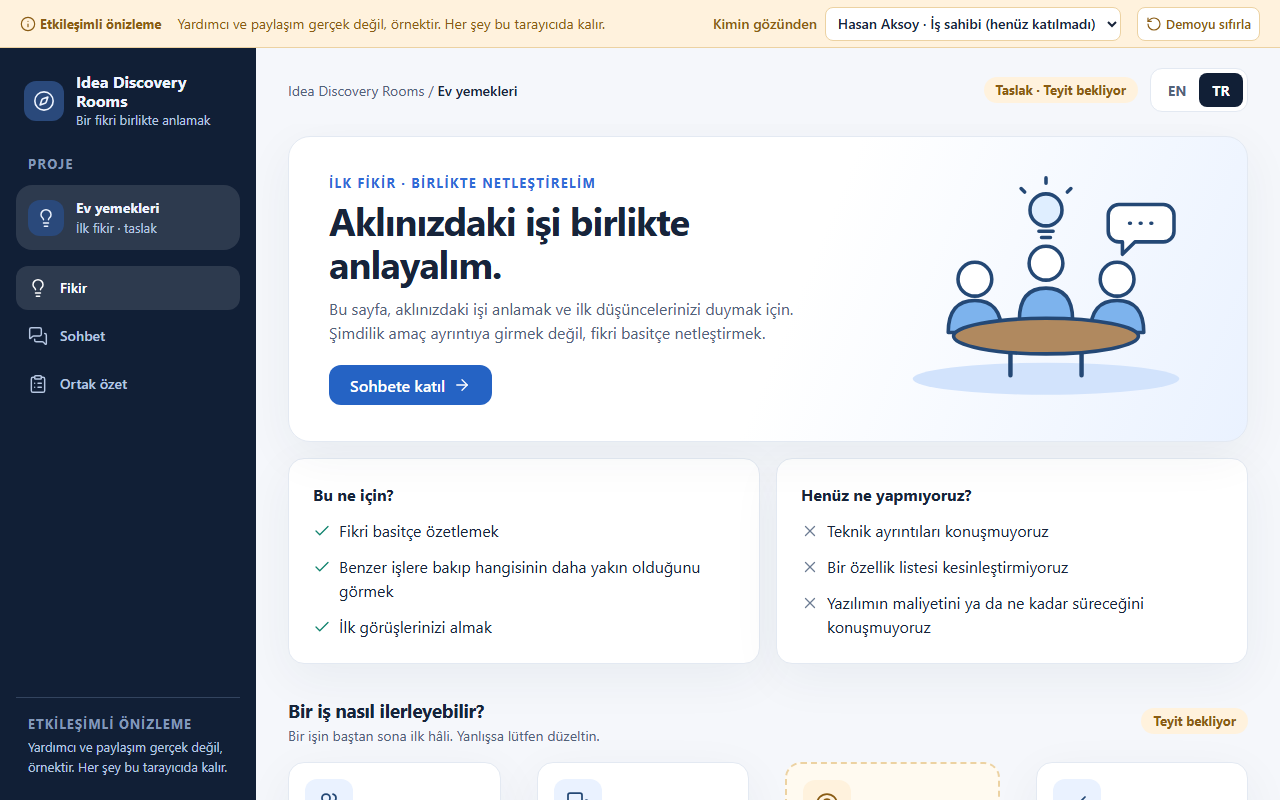 Etkileşimli önizleme Yardımcı ve paylaşım gerçek değil, örnektir. Her şey bu tarayıcıda kalır. Kimin gözünden Hasan Aksoy · İş sahibi (henüz katılmadı) Demoyu sıfırla
Idea Discovery
Rooms
Bir fikri birlikte anlamak
PROJE
Ev yemekleri
İlk fikir · taslak
Fikir
Sohbet
Ortak özet
ETKİLEŞİMLİ ÖNİZLEME
Yardımcı ve paylaşım gerçek değil,
örnektir. Her şey bu tarayıcıda kalır.
Idea Discovery Rooms / Ev yemekleri
Taslak · Teyit bekliyor
EN TR
İLK FİKİR · BİRLİKTE NETLEŞTİRELİM
Aklınızdaki işi birlikte
anlayalım.
Bu sayfa, aklınızdaki işi anlamak ve ilk düşüncelerinizi duymak için.
Şimdilik amaç ayrıntıya girmek değil, fikri basitçe netleştirmek.
Sohbete katıl
Bu ne için?
Fikri basitçe özetlemek
Benzer işlere bakıp hangisinin daha yakın olduğunu
görmek
İlk görüşlerinizi almak
Henüz ne yapmıyoruz?
Teknik ayrıntıları konuşmuyoruz
Bir özellik listesi kesinleştirmiyoruz
Yazılımın maliyetini ya da ne kadar süreceğini
konuşmuyoruz
Bir iş nasıl ilerleyebilir?
Bir işin baştan sona ilk hâli. Yanlışsa lütfen düzeltin.
Teyit bekliyor